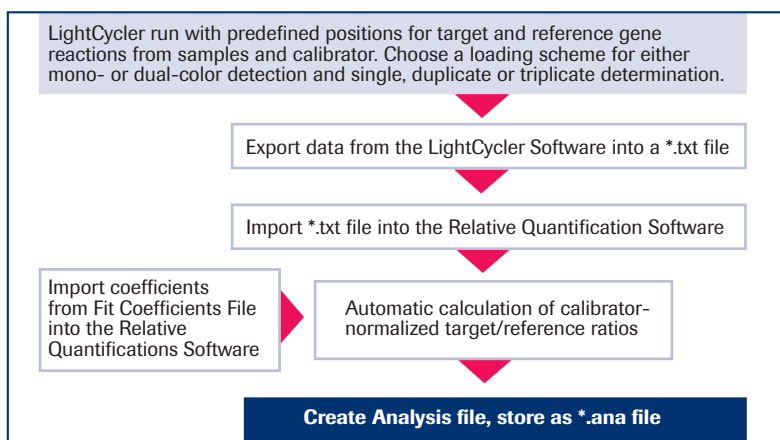 LightCycler run with predefined positions for target and reference gene
reactions from samples and calibrator. Choose a loading scheme for either
mono- or dual-color detection and single, duplicate or triplicate determination.
Export data from the LightCycler Software into a *.txt file
Import *.txt file into the Relative Quantification Software
Import coefficients
from Fit Coefficients File
into the Relative
Quantifications Software
Automatic calculation of calibrator-
normalized target/reference ratios
Create Analysis file, store as *.ana file